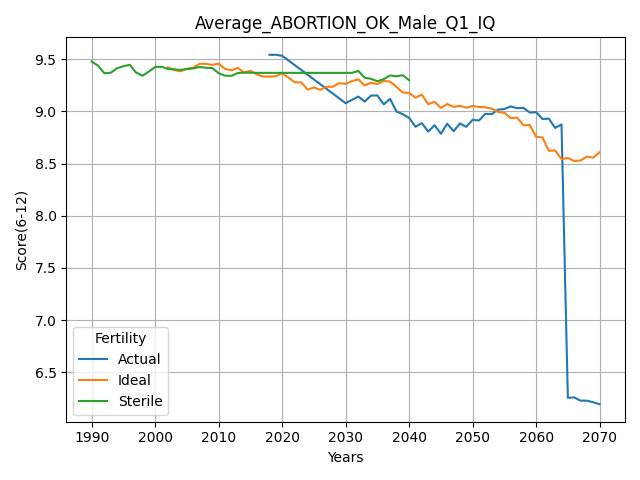 Average_ABORTION_OK_Male_Q1_IQ
Score(6-12)
9.5
9.0
8.5
8.0
7.5
7.0
6.5
Fertility
Actual
Ideal
Sterile
1990 2000 2010 2020 2030 2040 2050 2060 2070
Years